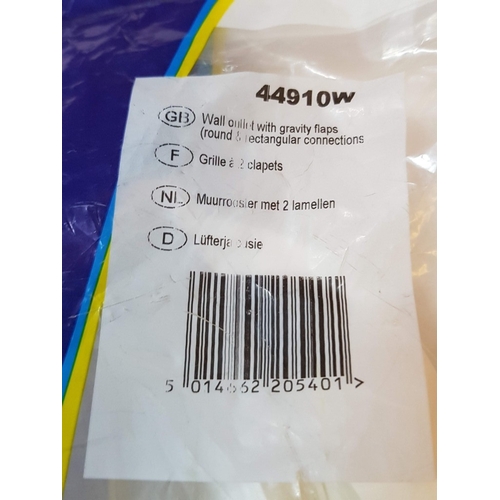 44910w
GB Wall outlet with gravity flaps
(round & rectangular connections
F Grille à 2 clapets
NL Muurrooster met 2 lamellen
D Lüfterjalousie
5 014662 205401 >